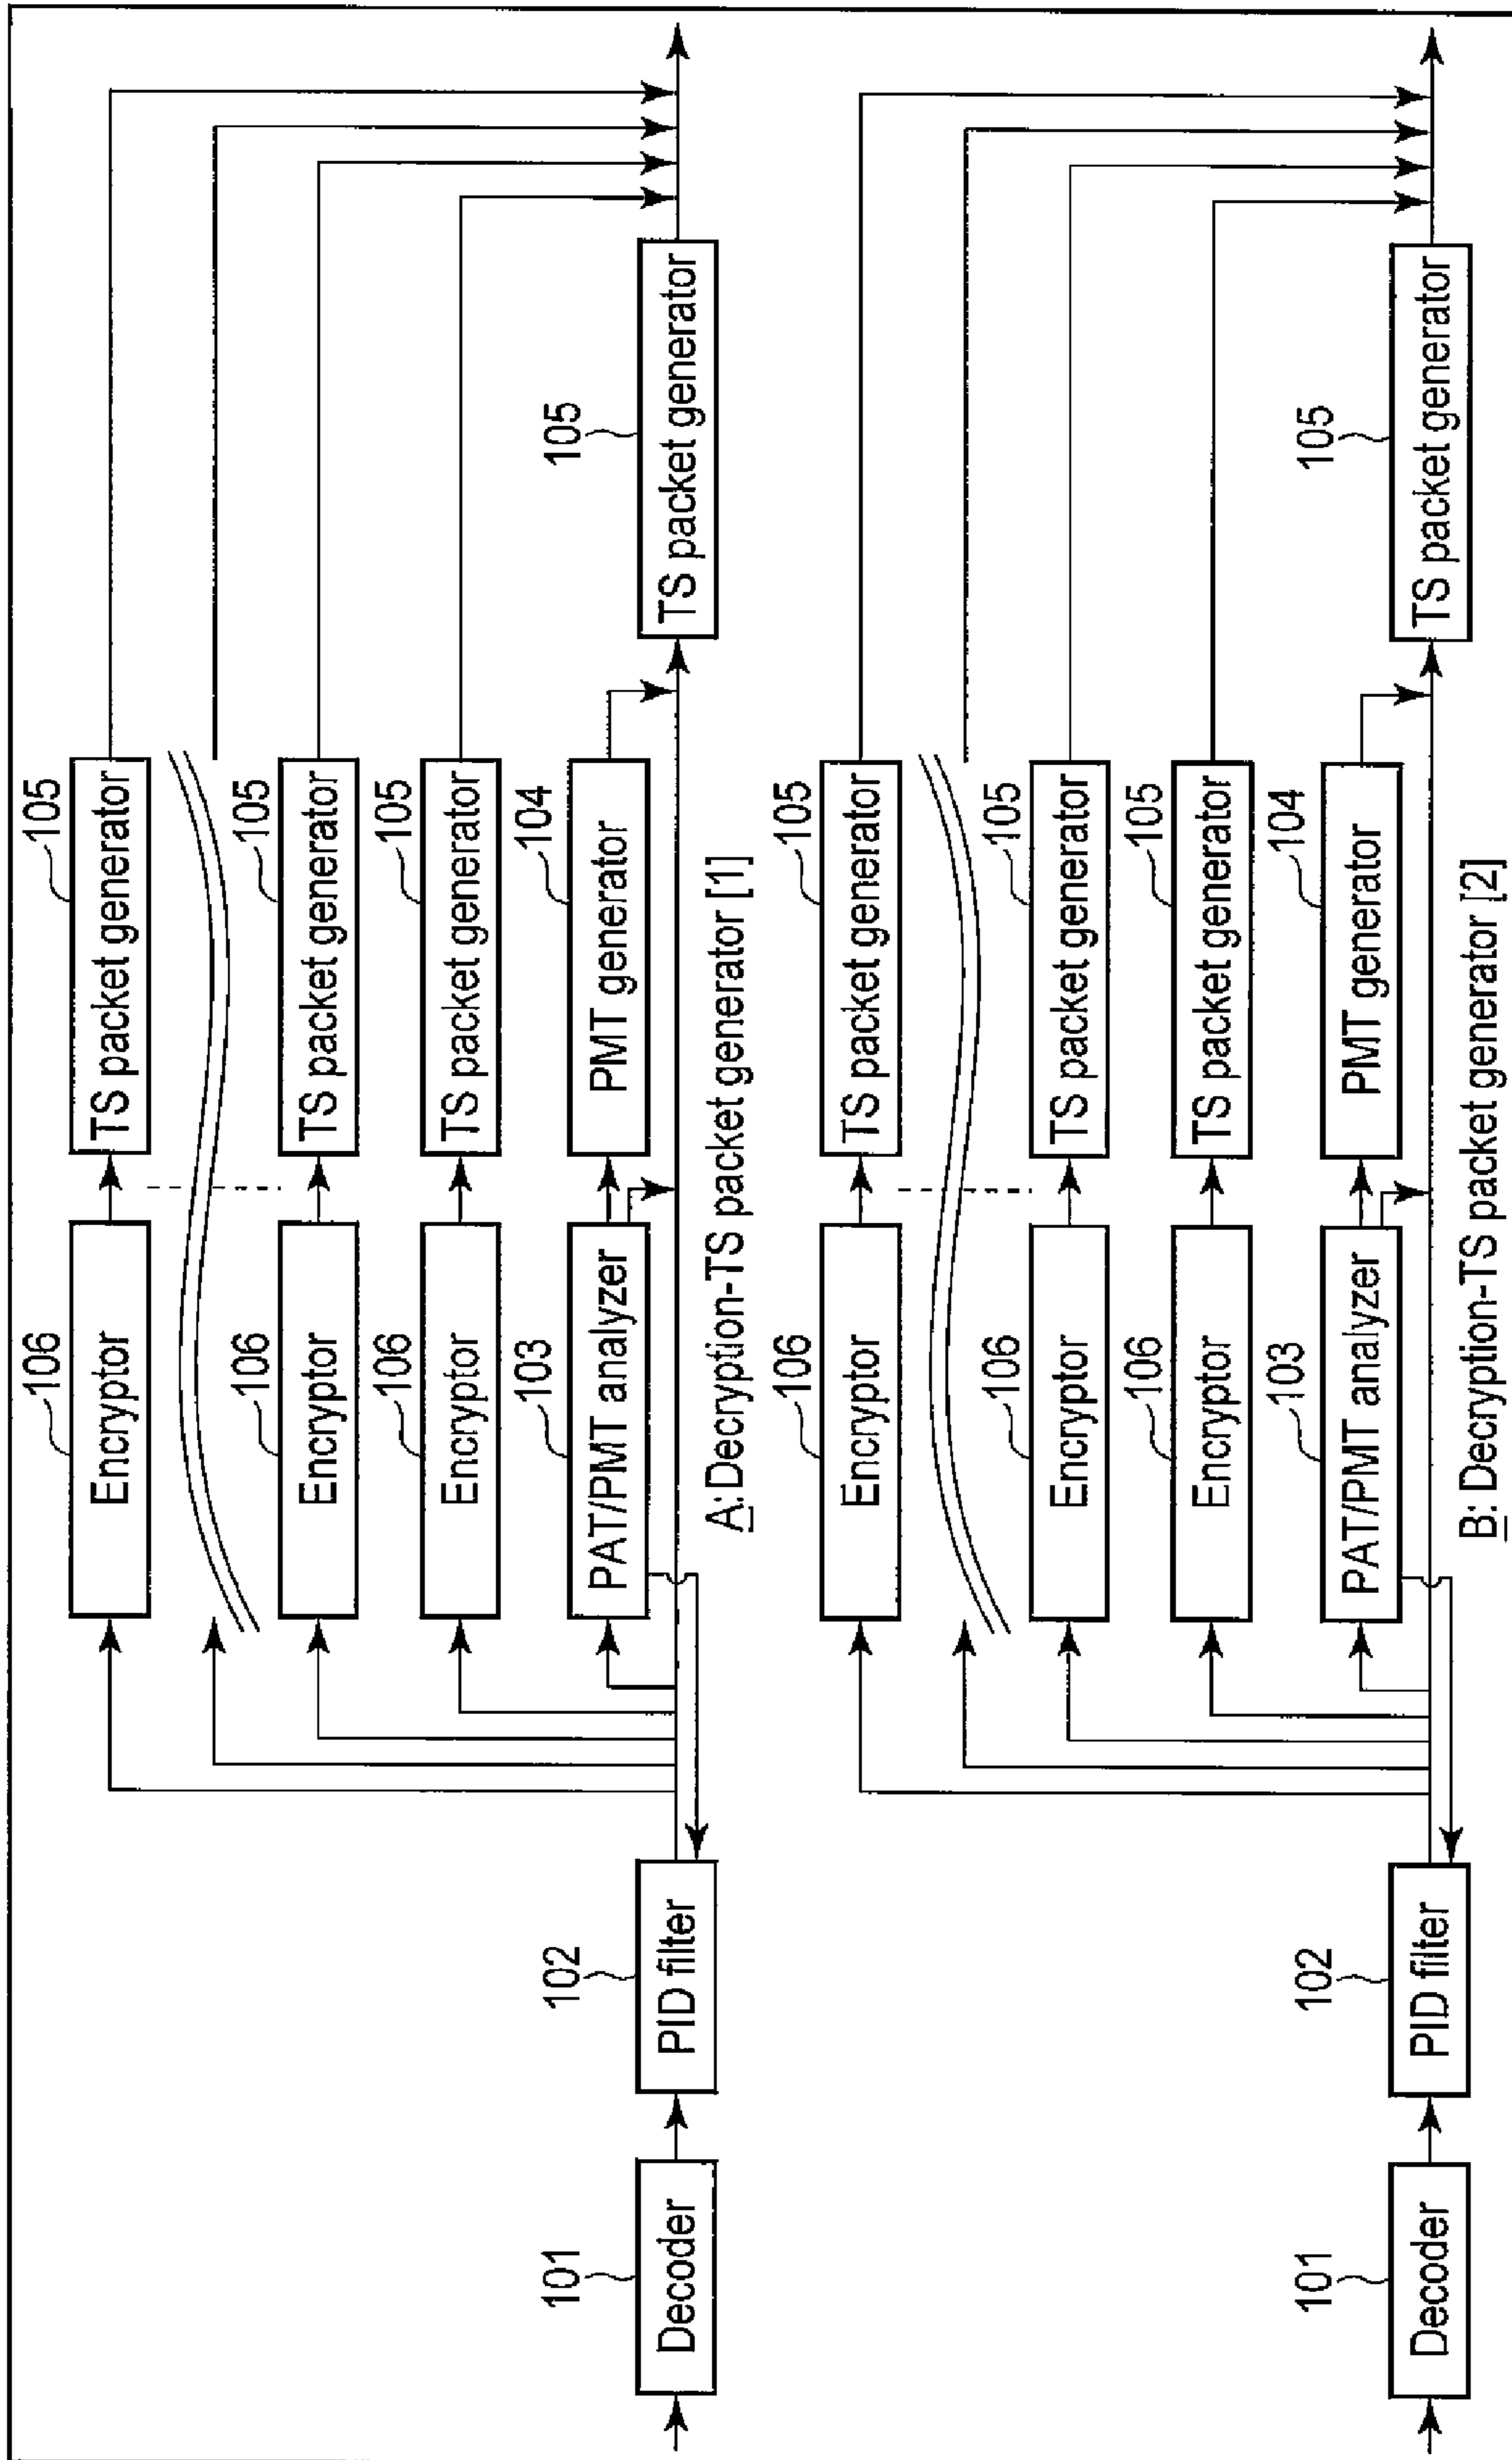 106
105
Encryptor
TS packet generator
106
105
Encryptor
TS packet generator
106
105
Encryptor
TS packet generator
103
104
105
PAT/PMT analyzer
PMT generator
101
102
Decoder
PID filter
TS packet generator
A: Decryption-TS packet generator [1]
106
105
Encryptor
TS packet generator
106
105
Encryptor
TS packet generator
106
105
Encryptor
TS packet generator
103
104
105
PAT/PMT analyzer
PMT generator
101
102
Decoder
PID filter
TS packet generator
B: Decryption-TS packet generator [2]